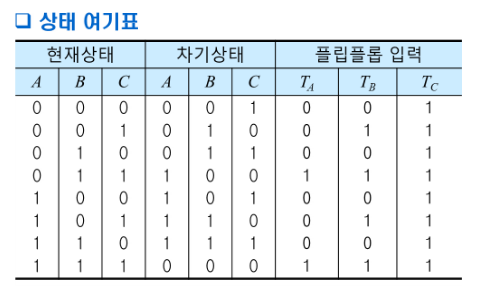 ❑ 상태 여기표
현재상태 차기상태 플립플롭 입력
A B C A B C T_A T_B T_C
0 0 0 0 0 1 0 0 1
0 0 1 0 1 0 0 1 1
0 1 0 0 1 1 0 0 1
0 1 1 1 0 0 1 1 1
1 0 0 1 0 1 0 0 1
1 0 1 1 1 0 0 1 1
1 1 0 1 1 1 0 0 1
1 1 1 0 0 0 1 1 1